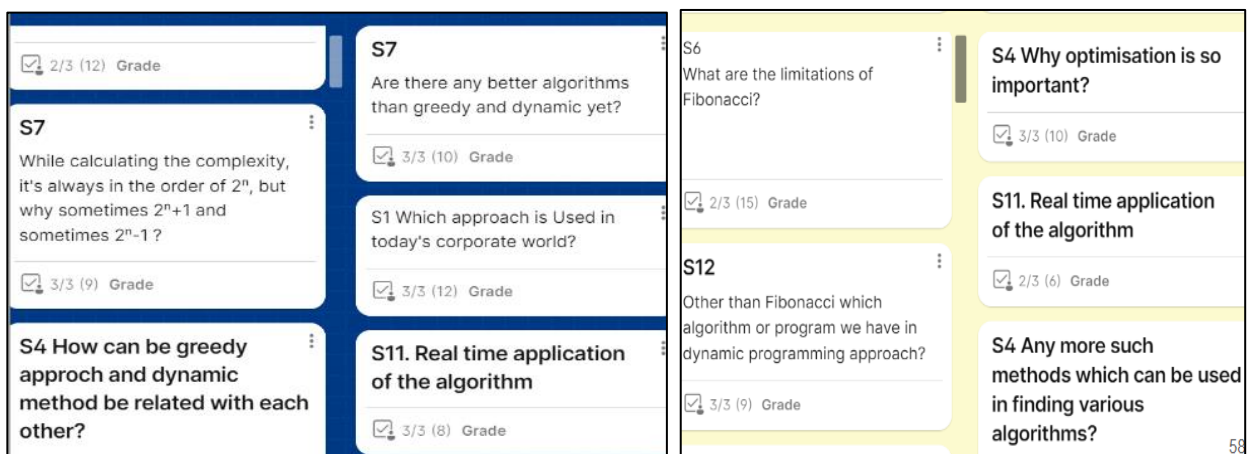 2/3 (12) Grade
S7
While calculating the complexity,
it's always in the order of 2ⁿ, but
why sometimes 2ⁿ+1 and
sometimes 2ⁿ-1 ?
3/3 (9) Grade
S4 How can be greedy
approch and dynamic
method be related with each
other?
S7
Are there any better algorithms
than greedy and dynamic yet?
3/3 (10) Grade
S1 Which approach is Used in
today's corporate world?
3/3 (12) Grade
S11. Real time application
of the algorithm
3/3 (8) Grade
S6
What are the limitations of
Fibonacci?
2/3 (15) Grade
S12
Other than Fibonacci which
algorithm or program we have in
dynamic programming approach?
3/3 (9) Grade
S4 Why optimisation is so
important?
3/3 (10) Grade
S11. Real time application
of the algorithm
2/3 (6) Grade
S4 Any more such
methods which can be used
in finding various
algorithms?
58